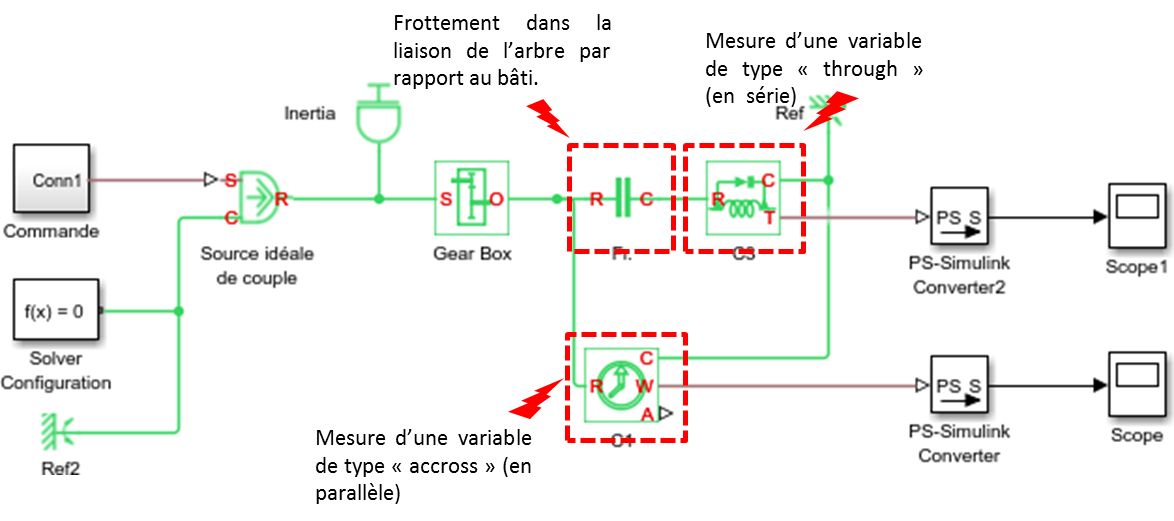 Frottement dans la
liaison de l’arbre par
rapport au bâti.
Mesure d’une variable
de type « through »
(en série)
Ref
Inertia
Conn1
Commande
S
C
R
Source idéale
de couple
S
O
Gear Box
R
C
Fr.
R
C
T
C3
PS S
PS-Simulink
Converter2
Scope1
f(x) = 0
Solver
Configuration
Ref2
R
C
W
A
C1
Mesure d’une variable
de type « accross » (en
parallèle)
PS S
PS-Simulink
Converter
Scope